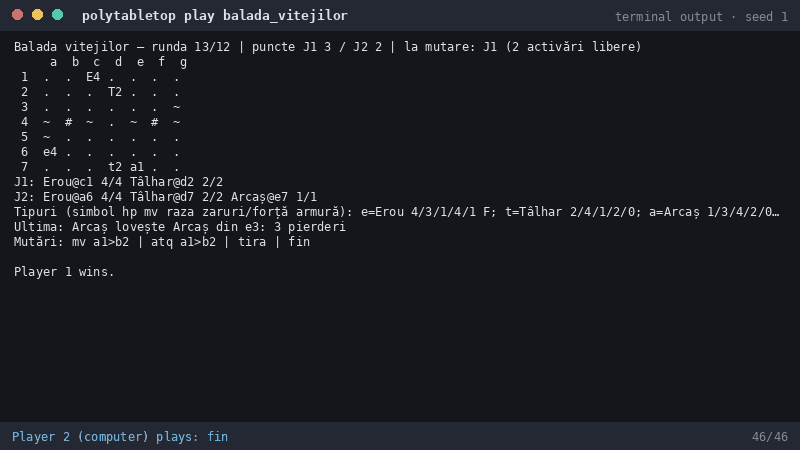 polytabletop play balada_vitejilor
terminal output · seed 1
Balada vitejilor — runda 13/12 | puncte J1 3 / J2 2 | la mutare: J1 (2 activări libere)
a b c d e f g
1 . . E4 . . . .
2 . . . T2 . . .
3 . . . . . . ~
4 ~ # ~ . ~ # ~
5 ~ . . . . . .
6 e4 . . . . . .
7 . . . t2 a1 . .
J1: Erou@c1 4/4 Tâlhar@d2 2/2
J2: Erou@a6 4/4 Tâlhar@d7 2/2 Arcaș@e7 1/1
Tipuri (simbol hp mv raza zaruri/forță armură): e=Erou 4/3/1/4/1 F; t=Tâlhar 2/4/1/2/0; a=Arcaș 1/3/4/2/0…
Ultima: Arcaș lovește Arcaș din e3: 3 pierderi
Mutări: mv a1>b2 | atq a1>b2 | tira | fin
Player 1 wins.
Player 2 (computer) plays: fin
46/46